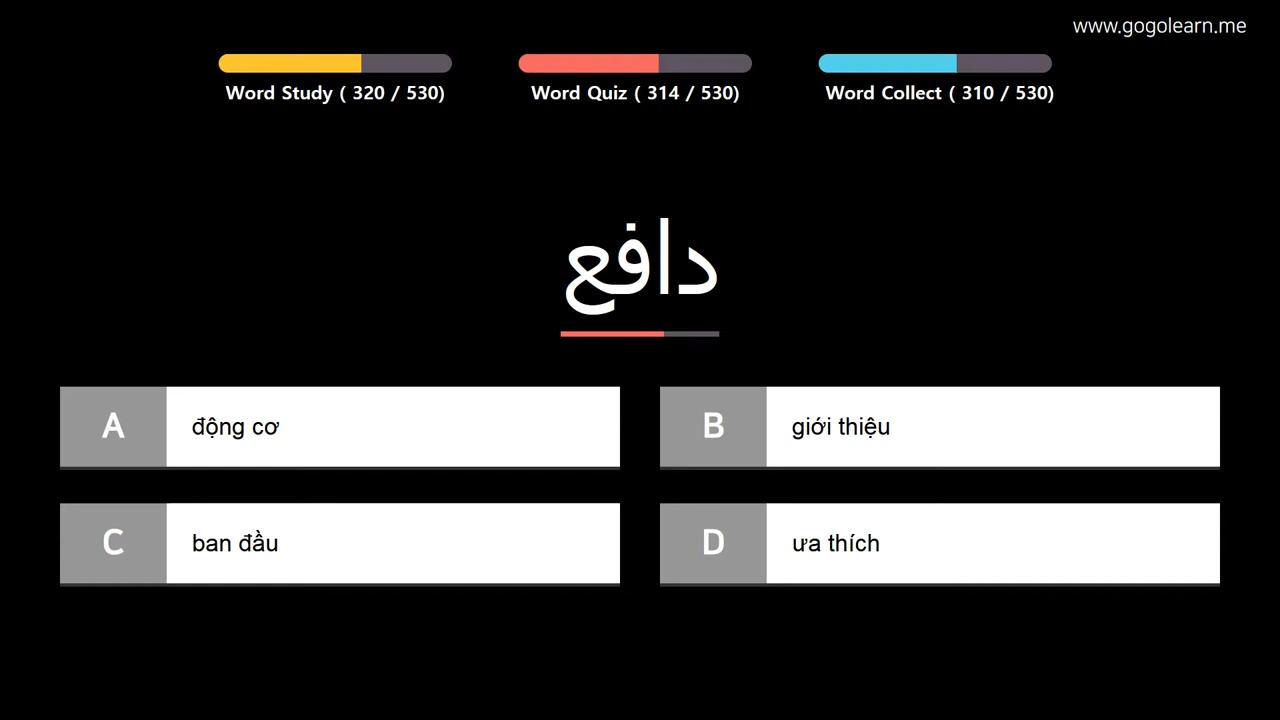 www.gogolearn.me
Word Study ( 320 / 530)
Word Quiz ( 314 / 530)
Word Collect ( 310 / 530)
دافع
A động cơ
B giới thiệu
C ban đầu
D ưa thích